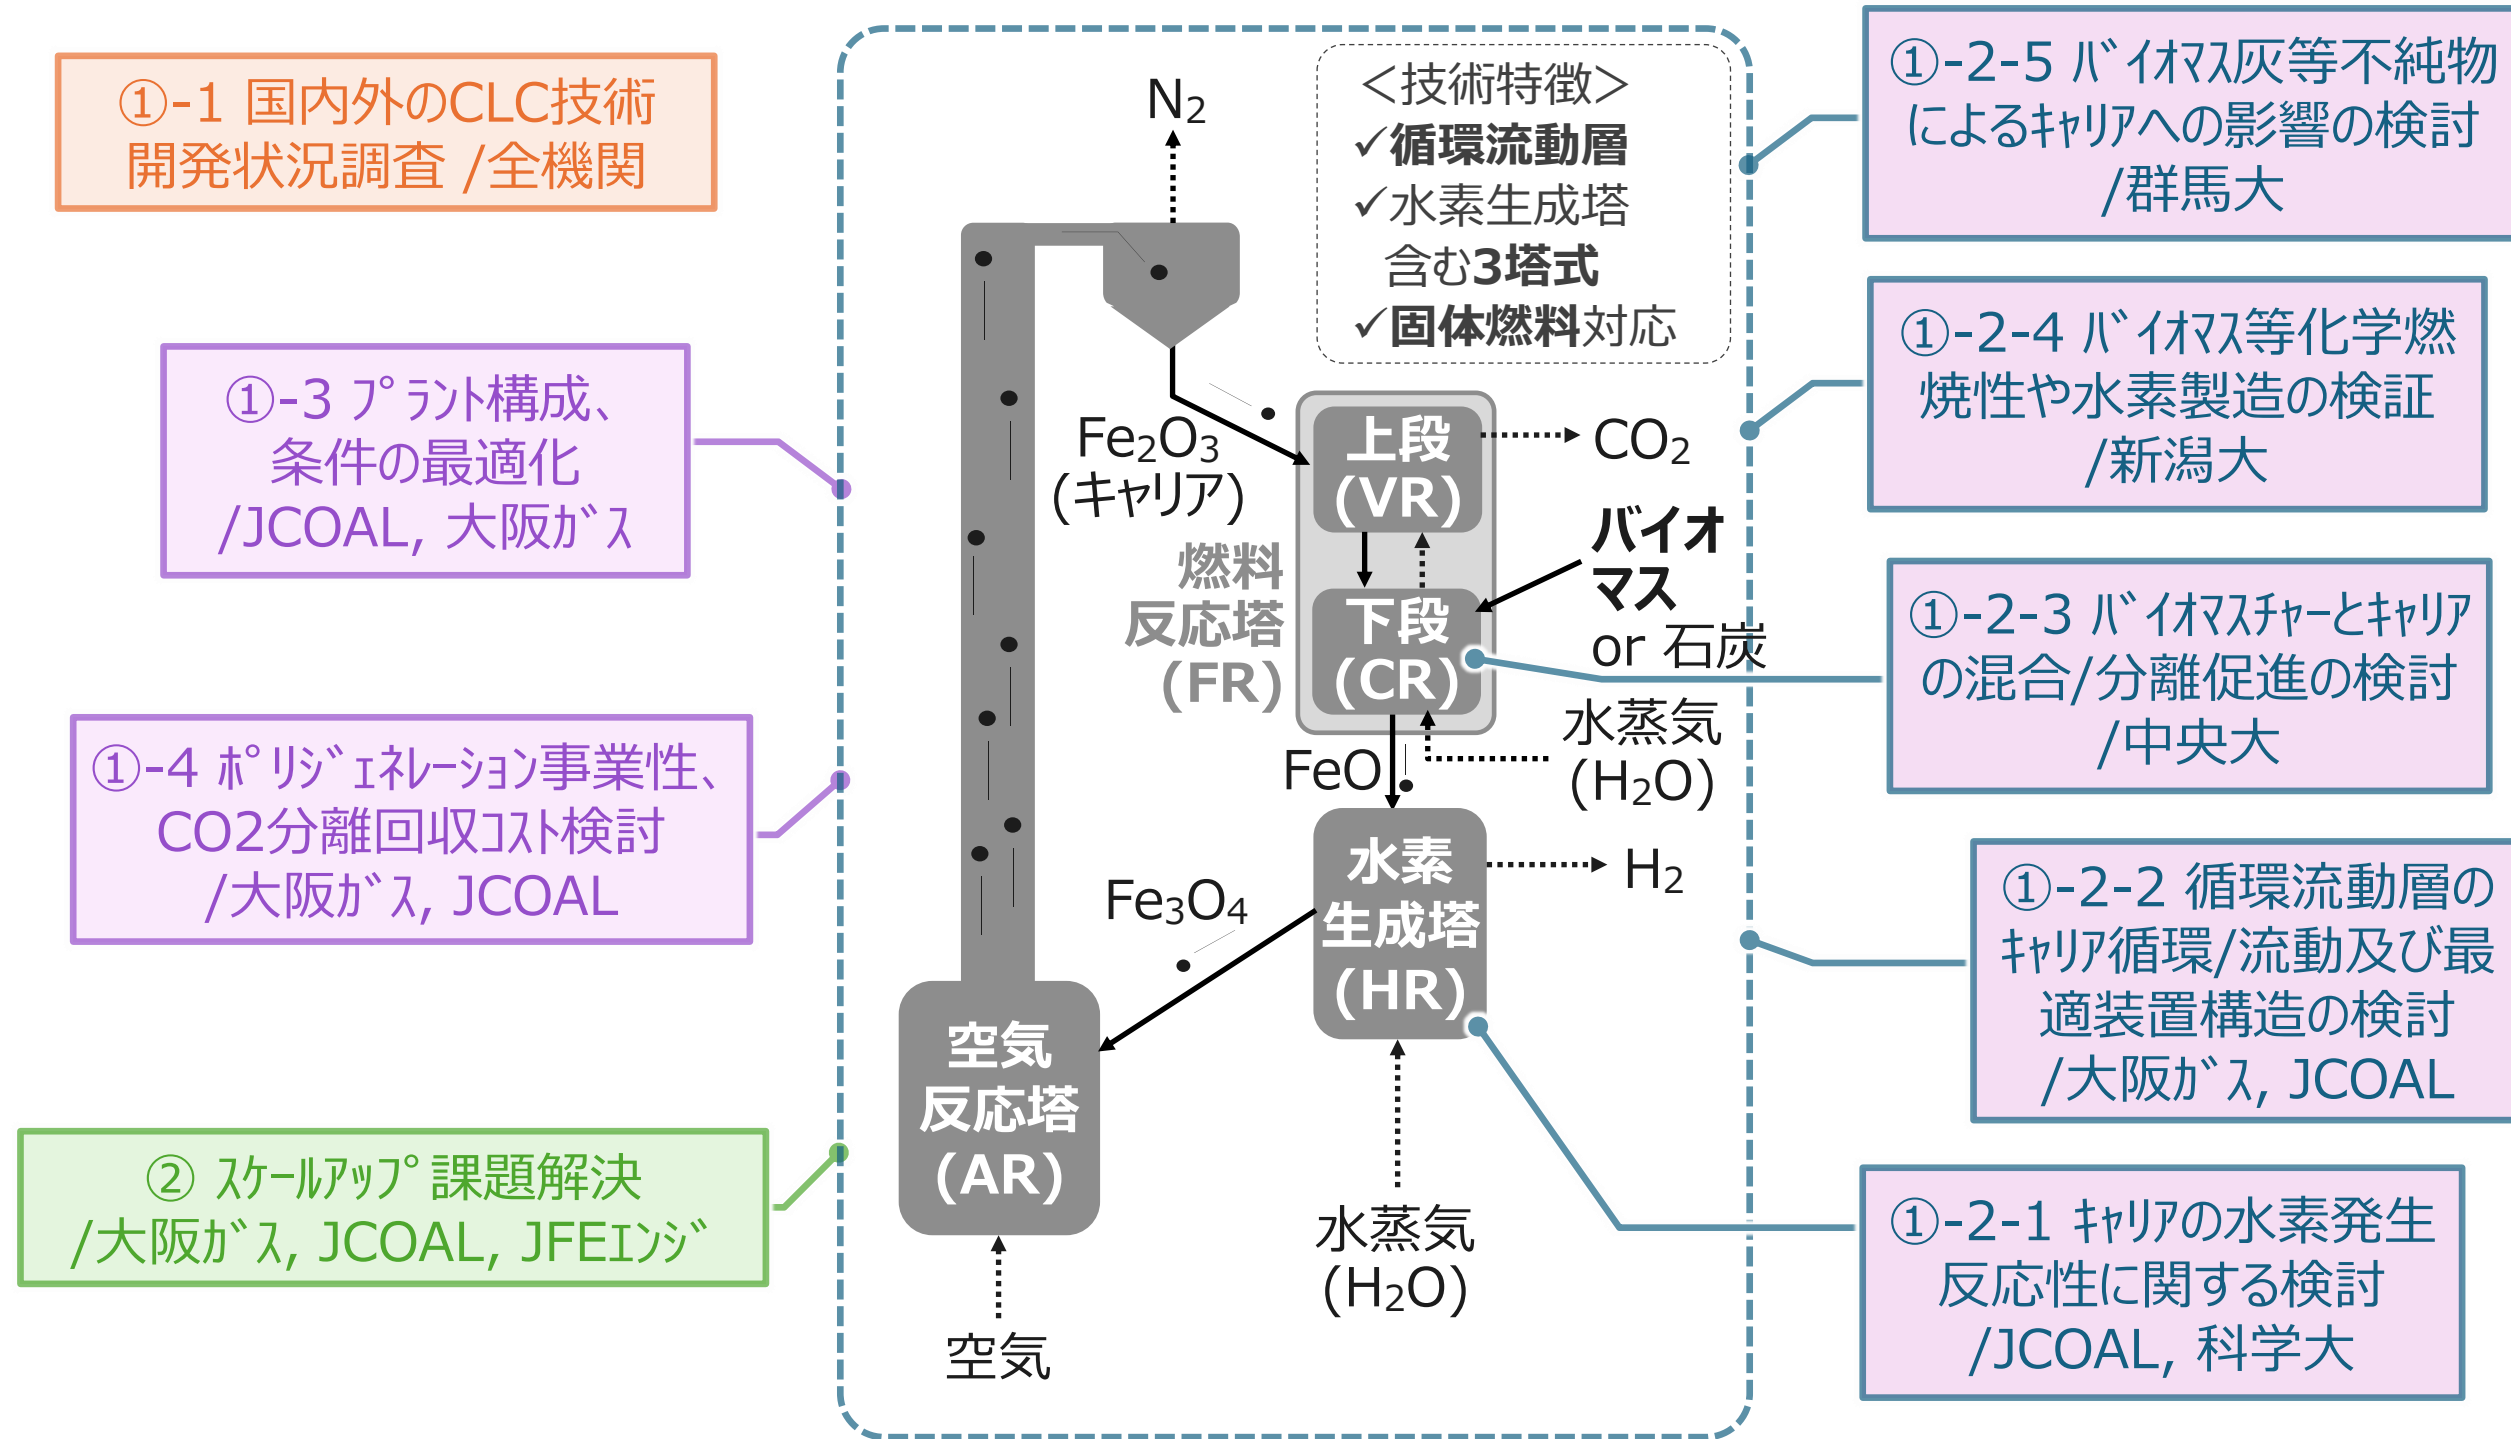 ①-1 国内外のCLC技術
開発状況調査 /全機関
①-3 ﾌﾟﾗﾝﾄ構成、
条件の最適化
/JCOAL, 大阪ｶﾞｽ
①-4 ﾎﾟﾘｼﾞｪﾈﾚｰｼｮﾝ事業性、
CO2分離回収ｺｽﾄ検討
/大阪ｶﾞｽ, JCOAL
② ｽｹｰﾙｱｯﾌﾟ課題解決
/大阪ｶﾞｽ, JCOAL, JFEｴﾝｼﾞ
N₂
＜技術特徴＞
✓循環流動層
✓水素生成塔
含む3塔式
✓固体燃料対応
Fe₂O₃
(キャリア)
上段
(VR)
CO₂
燃料
反応塔
(FR)
下段
(CR)
バイオ
マス
or 石炭
水蒸気
(H₂O)
FeO
水素
生成塔
(HR)
H₂
Fe₃O₄
空気
反応塔
(AR)
水蒸気
(H₂O)
空気
①-2-5 ﾊﾞｲｵﾏｽ灰等不純物
によるｷｬﾘｱへの影響の検討
/群馬大
①-2-4 ﾊﾞｲｵﾏｽ等化学燃
焼性や水素製造の検証
/新潟大
①-2-3 ﾊﾞｲｵﾏｽﾁｬｰとｷｬﾘｱ
の混合/分離促進の検討
/中央大
①-2-2 循環流動層の
ｷｬﾘｱ循環/流動及び最
適装置構造の検討
/大阪ｶﾞｽ, JCOAL
①-2-1 ｷｬﾘｱの水素発生
反応性に関する検討
/JCOAL, 科学大